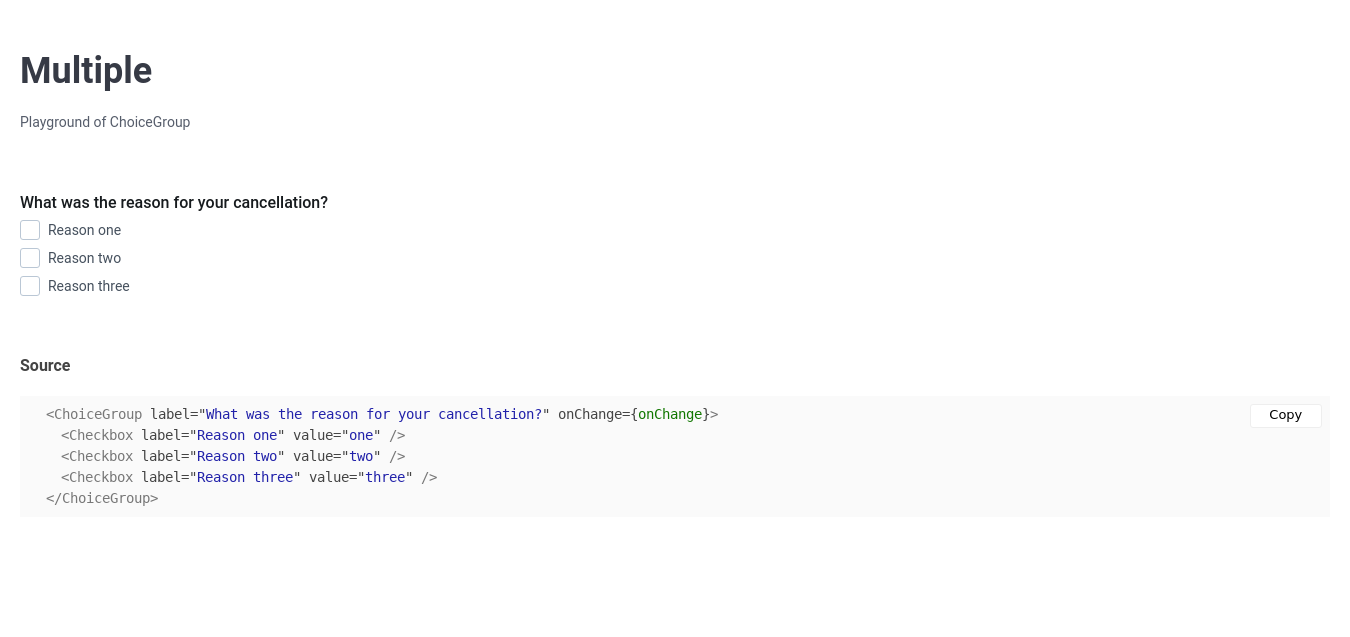 Multiple
Playground of ChoiceGroup
What was the reason for your cancellation?
Reason one
Reason two
Reason three
Source
<ChoiceGroup label="What was the reason for your cancellation?" onChange={onChange}>
<Checkbox label="Reason one" value="one" />
<Checkbox label="Reason two" value="two" />
<Checkbox label="Reason three" value="three" />
</ChoiceGroup>
Copy